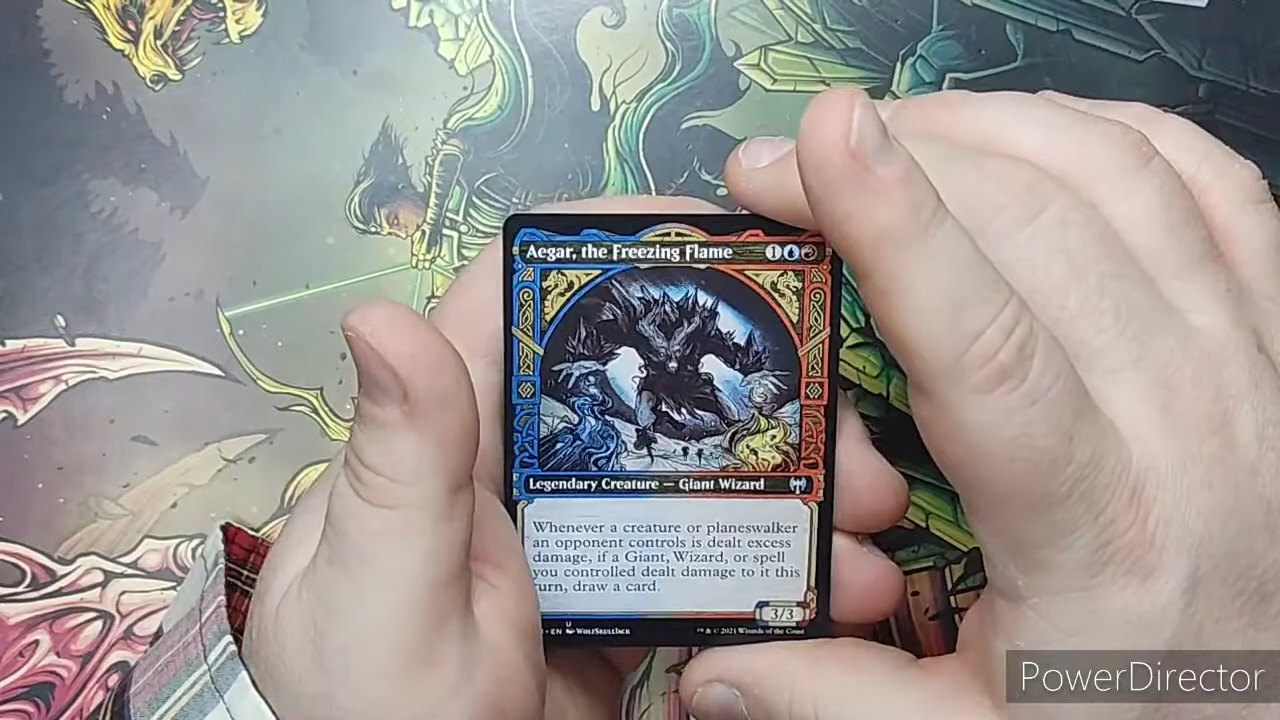 Aegar, the Freezing Flame 1
Legendary Creature — Giant Wizard
Whenever a creature or planeswalker
an opponent controls is dealt excess
damage, if a Giant, Wizard, or spell
you controlled dealt damage to it this
turn, draw a card.
3/3
U
• EN WolfSkullJack
™ & © 2021 Wizards of the Coast
PowerDirector